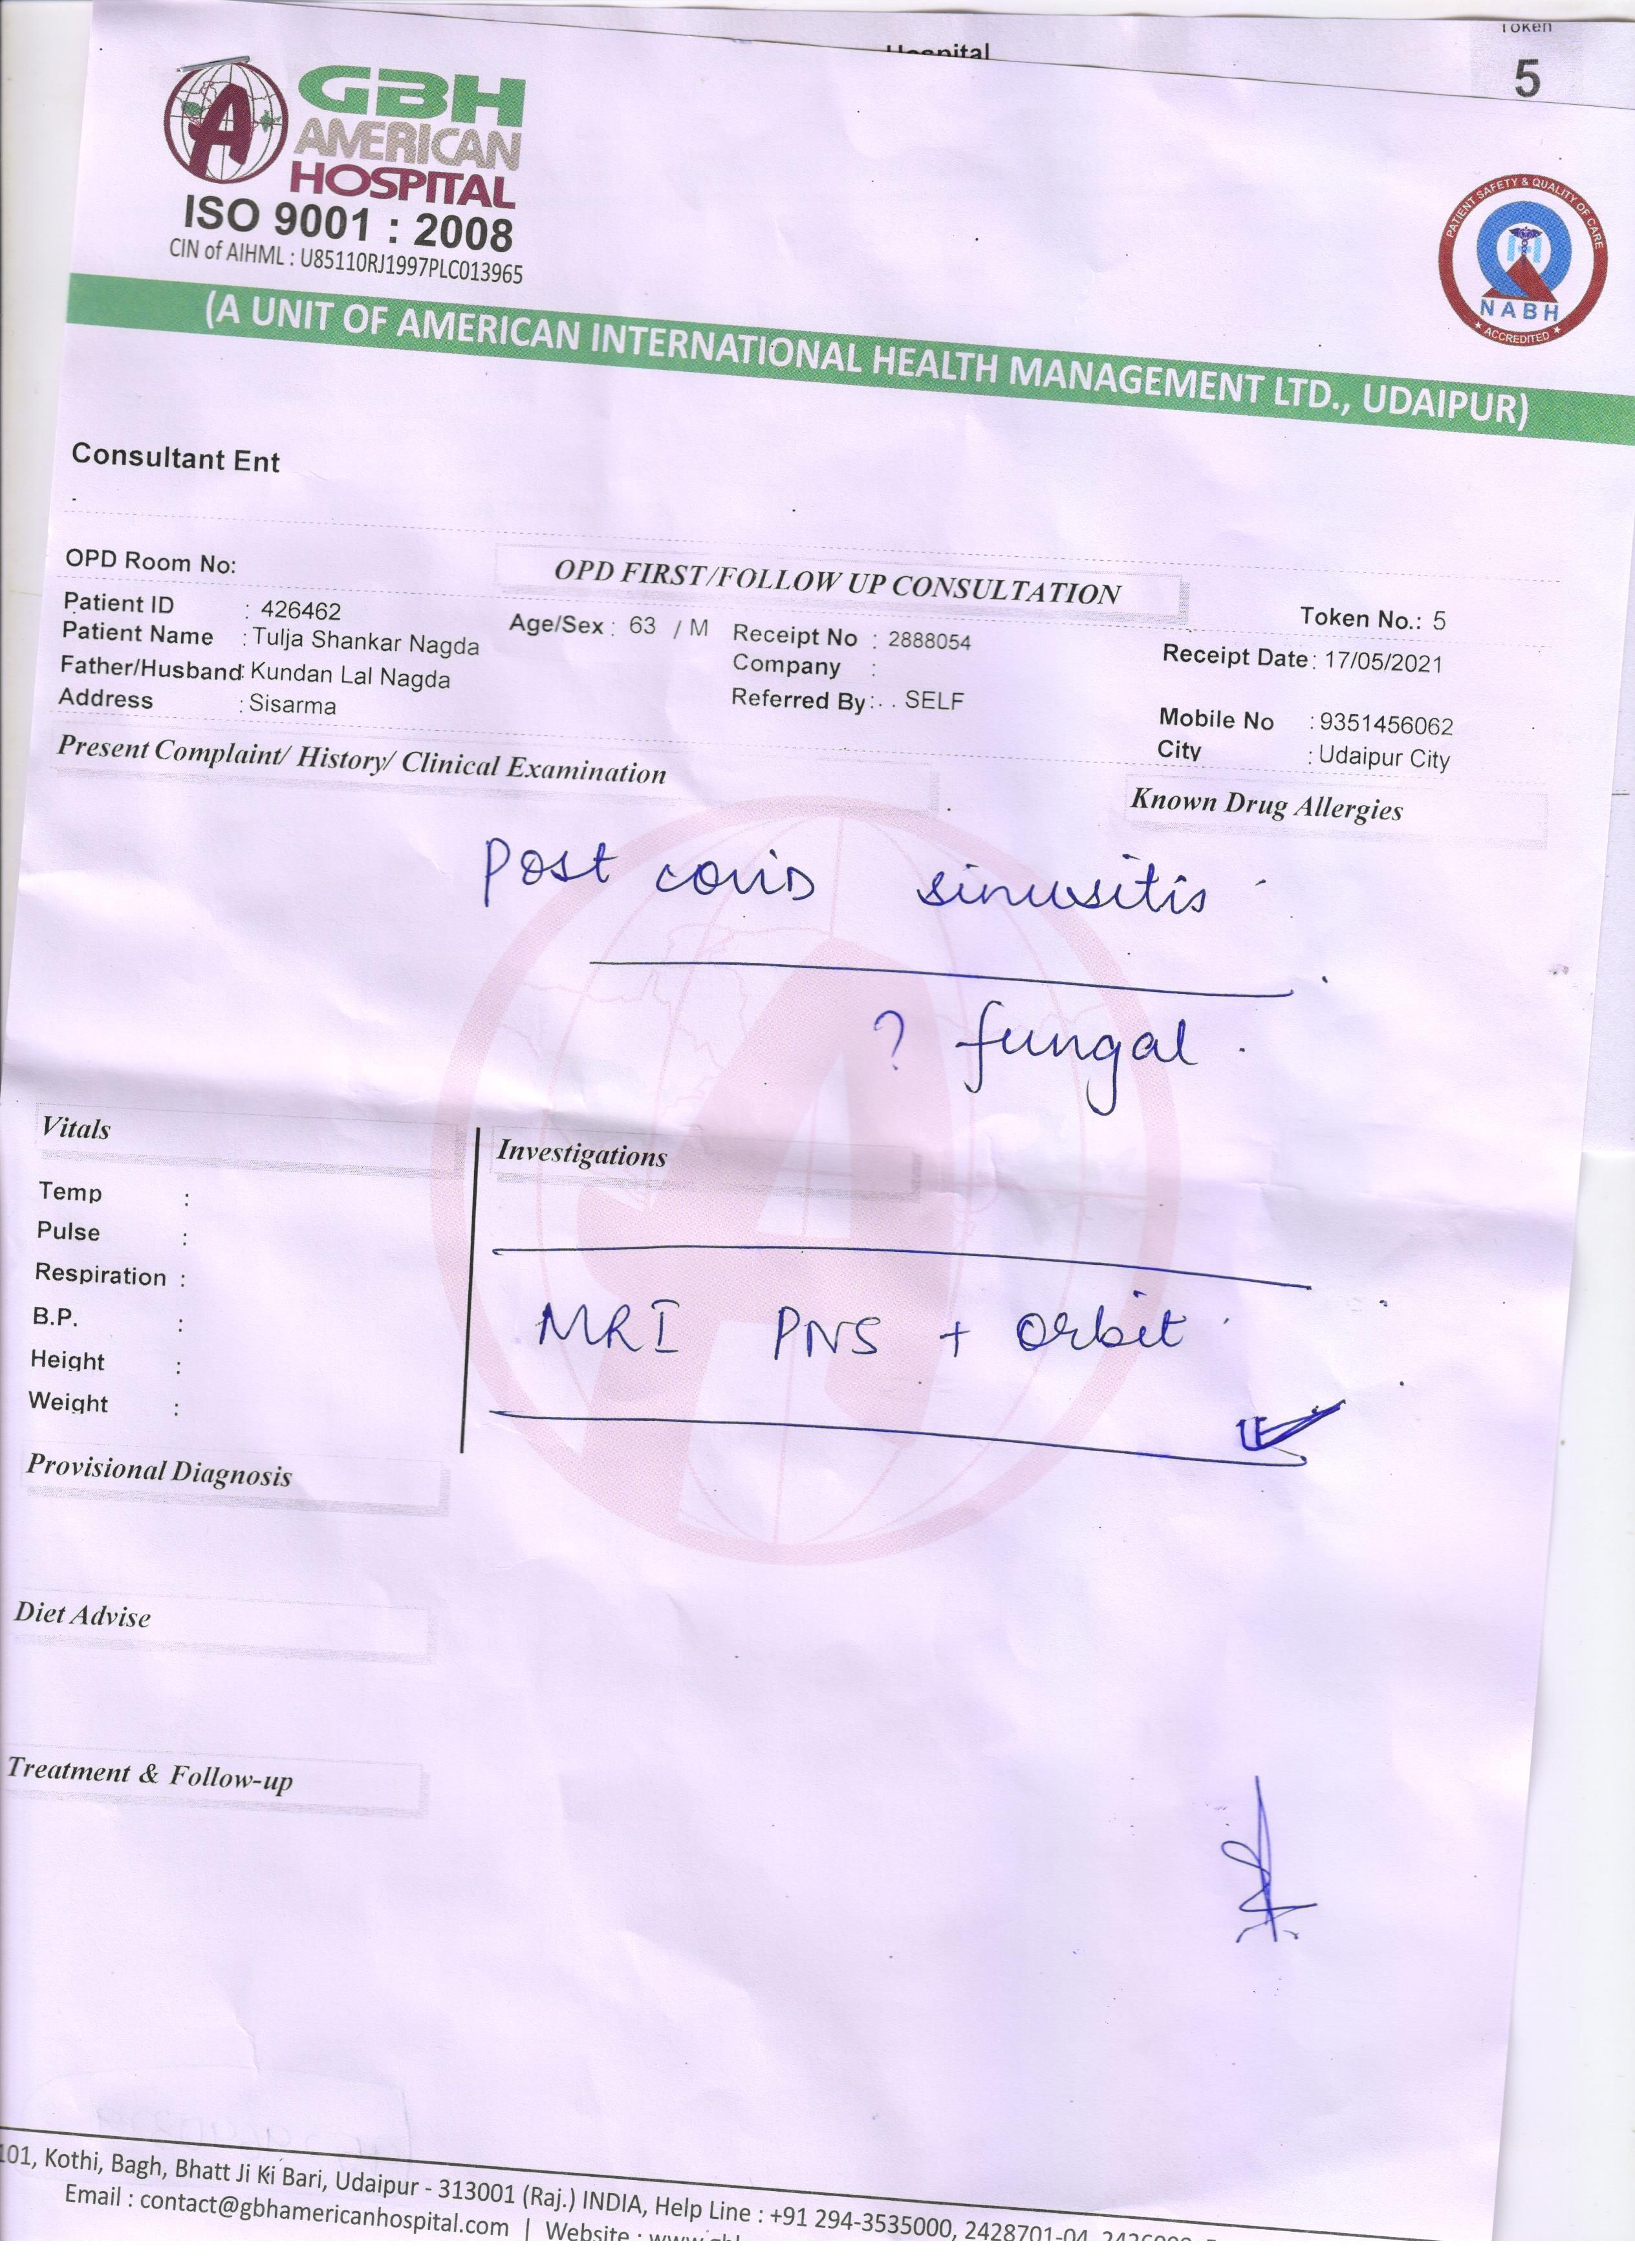 Token
5
Hospital
GBH
AMERICAN
HOSPITAL
ISO 9001 : 2008
CIN of AIHML : U85110RJ1997PLC013965
PATIENT SAFETY & QUALITY OF CARE
NABH
ACCREDITED
(A UNIT OF AMERICAN INTERNATIONAL HEALTH MANAGEMENT LTD., UDAIPUR)
Consultant Ent
.
OPD Room No:
OPD FIRST/FOLLOW UP CONSULTATION
Token No.: 5
Patient ID : 426462
Patient Name : Tulja Shankar Nagda
Age/Sex : 63 / M
Receipt No : 2888054
Receipt Date : 17/05/2021
Father/Husband : Kundan Lal Nagda
Company :
Address : Sisarma
Referred By : . . SELF
Mobile No : 9351456062
City : Udaipur City
Present Complaint/ History/ Clinical Examination
Known Drug Allergies
Post covid sinusitis
? fungal.
Vitals
Investigations
Temp :
Pulse :
Respiration :
B.P. :
Height :
Weight :
MRI PNS + orbit
Provisional Diagnosis
Diet Advise
Treatment & Follow-up
101, Kothi, Bagh, Bhatt Ji Ki Bari, Udaipur - 313001 (Raj.) INDIA, Help Line : +91 294-3535000, 2428701-04,
Email : contact@gbhamericanhospital.com | Website :